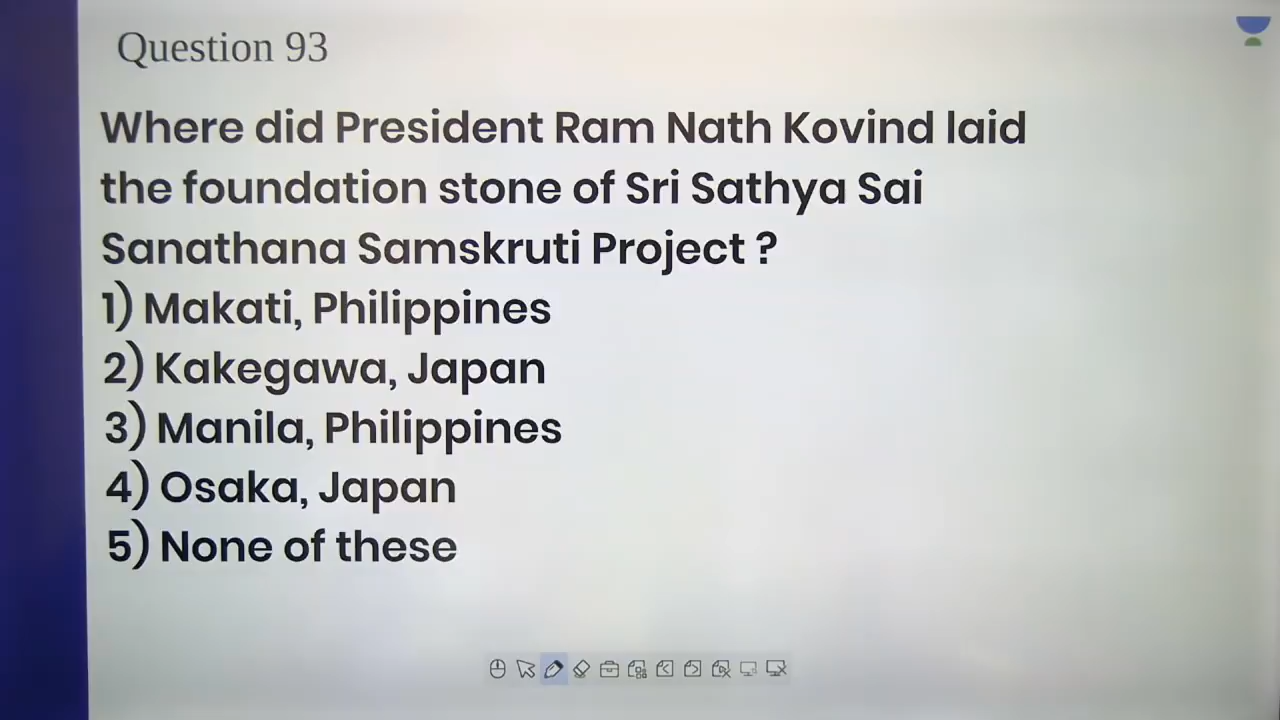 Question 93
Where did President Ram Nath Kovind laid
the foundation stone of Sri Sathya Sai
Sanathana Samskruti Project ?
1) Makati, Philippines
2) Kakegawa, Japan
3) Manila, Philippines
4) Osaka, Japan
5) None of these